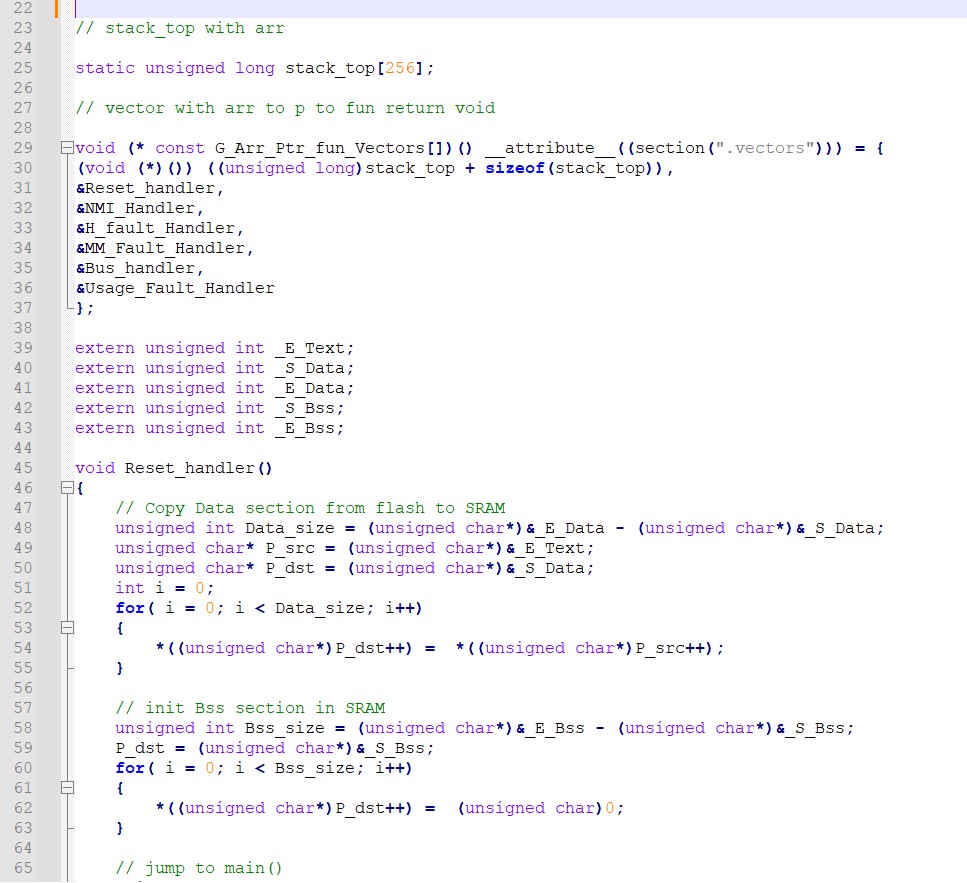 22
23 // stack_top with arr
24
25 static unsigned long stack_top[256];
26
27 // vector with arr to p to fun return void
28
29 void (* const G_Arr_Ptr_fun_Vectors[])() __attribute__((section(".vectors"))) = {
30 (void (*)()) ((unsigned long)stack_top + sizeof(stack_top)),
31 &Reset_handler,
32 &NMI_Handler,
33 &H_fault_Handler,
34 &MM_Fault_Handler,
35 &Bus_handler,
36 &Usage_Fault_Handler
37 };
38
39 extern unsigned int _E_Text;
40 extern unsigned int _S_Data;
41 extern unsigned int _E_Data;
42 extern unsigned int _S_Bss;
43 extern unsigned int _E_Bss;
44
45 void Reset_handler()
46 {
47 // Copy Data section from flash to SRAM
48 unsigned int Data_size = (unsigned char*)&_E_Data - (unsigned char*)&_S_Data;
49 unsigned char* P_src = (unsigned char*)&_E_Text;
50 unsigned char* P_dst = (unsigned char*)&_S_Data;
51 int i = 0;
52 for( i = 0; i < Data_size; i++)
53 {
54 *((unsigned char*)P_dst++) = *((unsigned char*)P_src++);
55 }
56
57 // init Bss section in SRAM
58 unsigned int Bss_size = (unsigned char*)&_E_Bss - (unsigned char*)&_S_Bss;
59 P_dst = (unsigned char*)&_S_Bss;
60 for( i = 0; i < Bss_size; i++)
61 {
62 *((unsigned char*)P_dst++) = (unsigned char)0;
63 }
64
65 // jump to main()